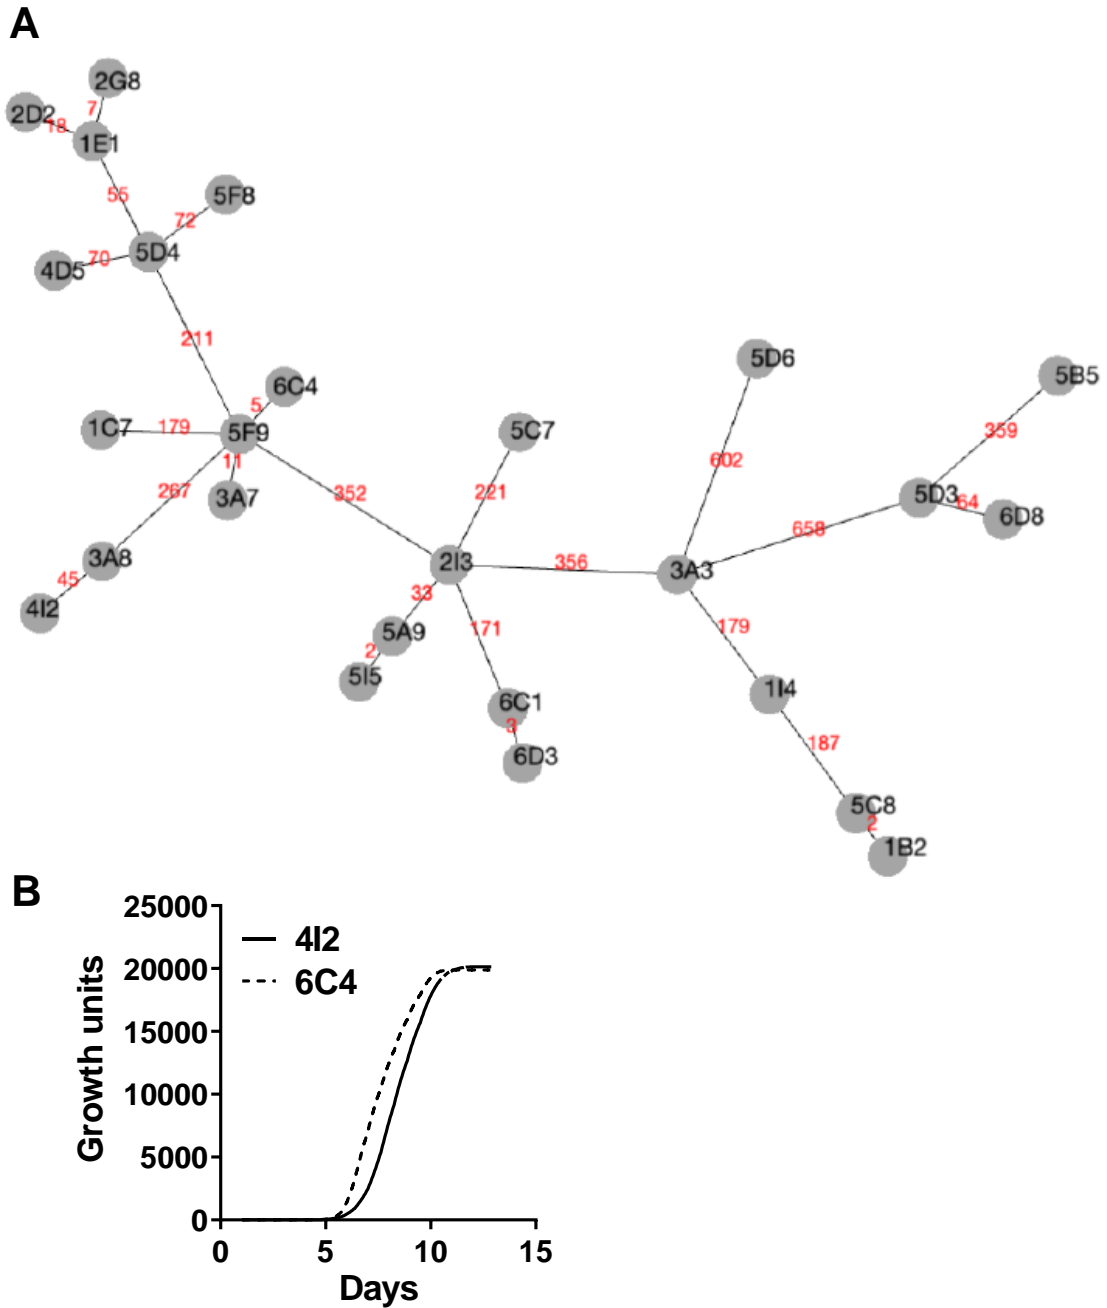 A
2G8
7
2D2
18
1E1
55
5F8
72
5D4
70
4D5
211
5D6
5B5
6C4
5
1C7
179
5F9
5C7
359
11
602
267
352
221
3A7
5D3
64
6D8
658
3A8
2I3
356
3A3
45
33
4I2
5A9
171
179
2
5I5
1I4
6C1
3
187
6D3
5C8
2
1B2
B
25000
4I2
20000
6C4
15000
Growth units
10000
5000
0
0 5 10 15
Days